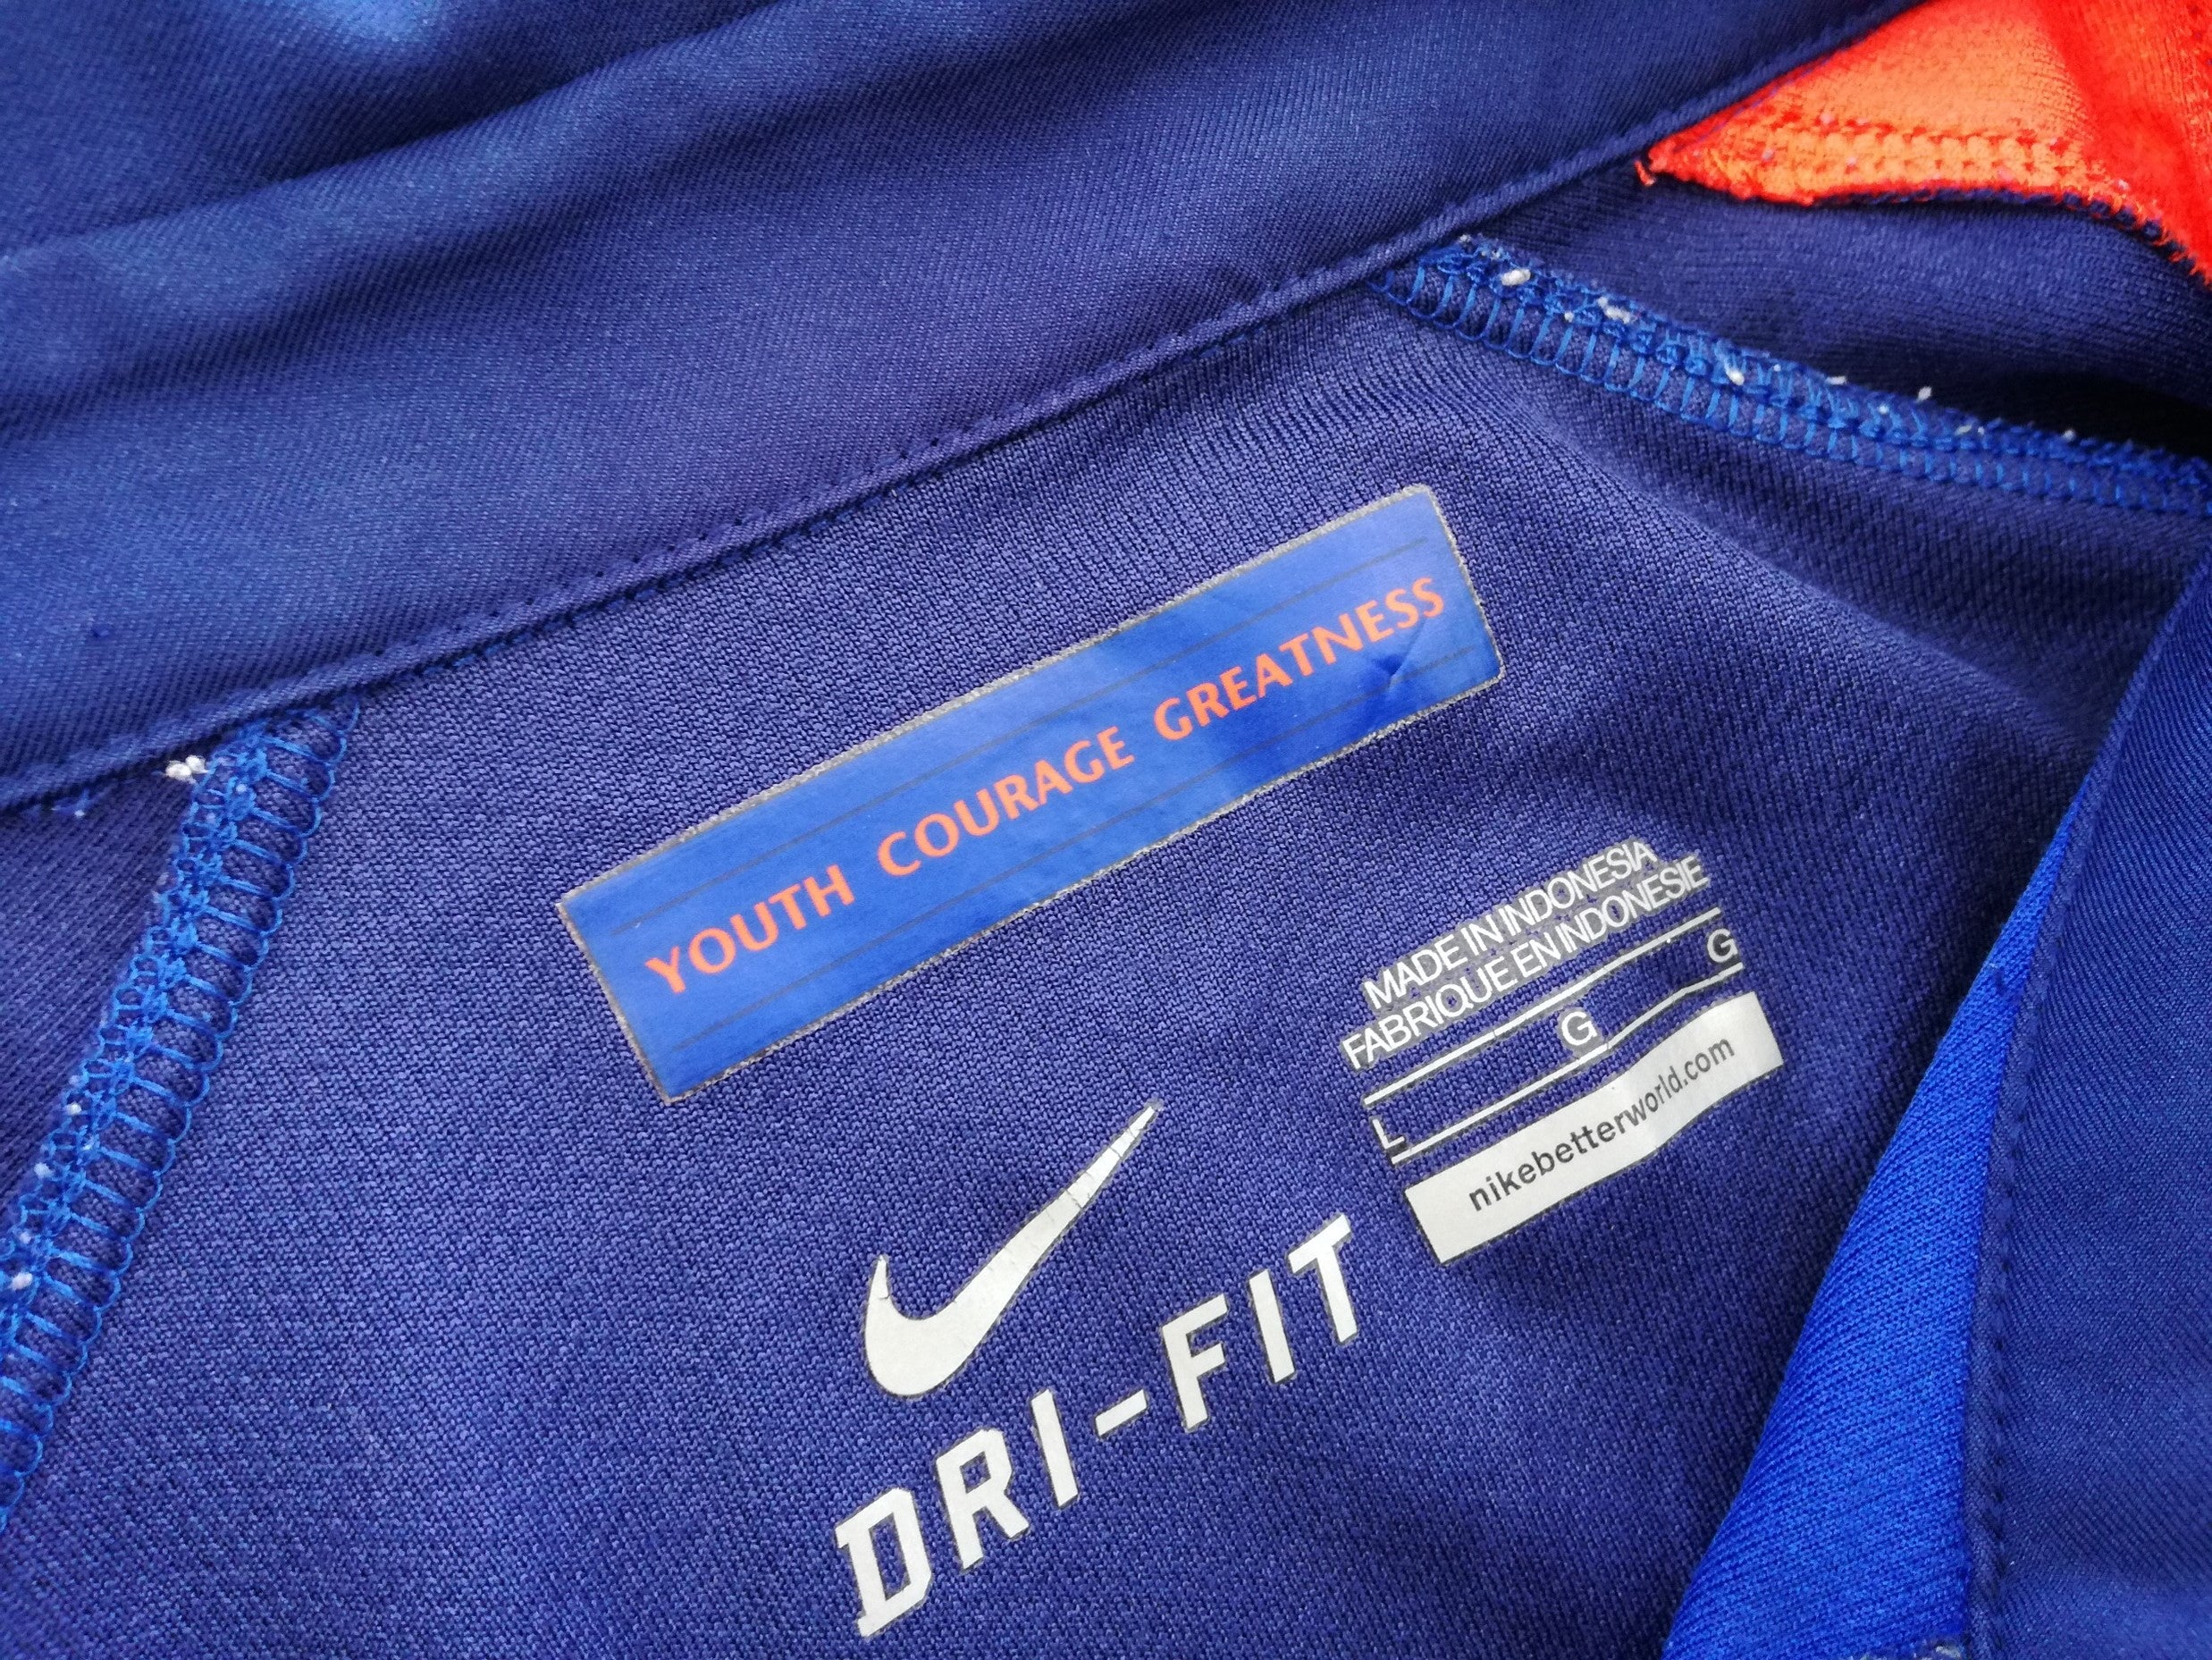 YOUTH COURAGE GREATNESS
MADE IN INDONESIA
FABRIQUE EN INDONESIE
L G G
nikebetterworld.com
DRI-FIT